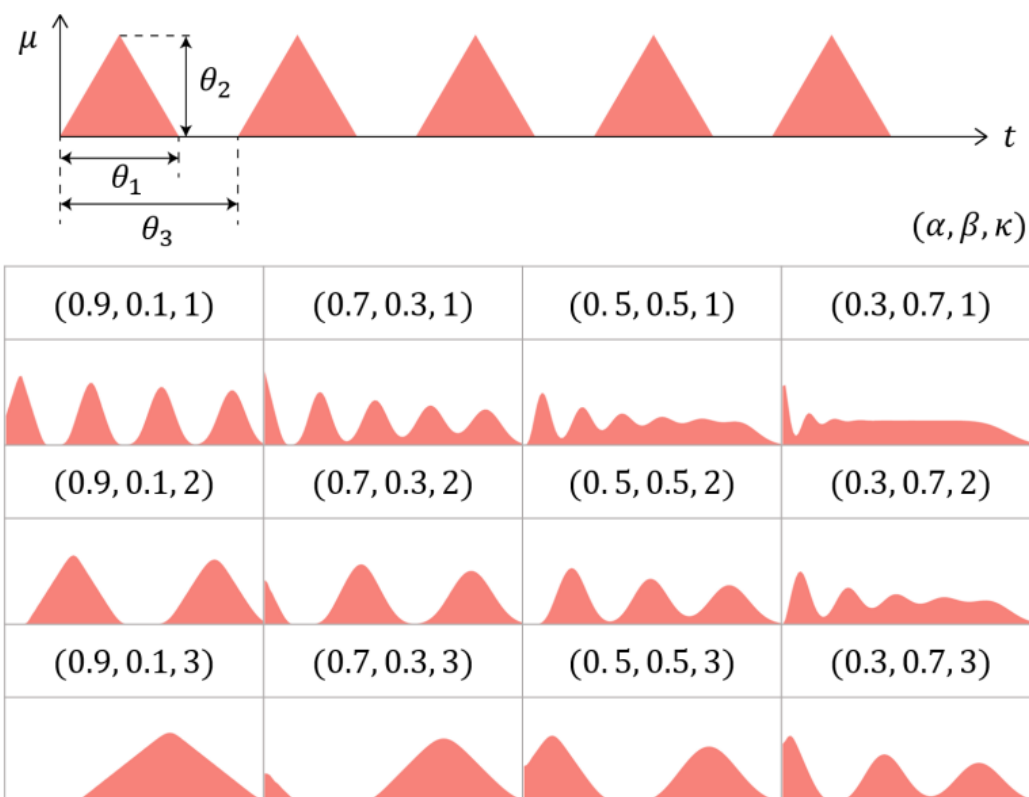 μ
θ₂
t
θ₁
θ₃
(α, β, κ)
(0.9, 0.1, 1) (0.7, 0.3, 1) (0. 5, 0.5, 1) (0.3, 0.7, 1)
(0.9, 0.1, 2) (0.7, 0.3, 2) (0. 5, 0.5, 2) (0.3, 0.7, 2)
(0.9, 0.1, 3) (0.7, 0.3, 3) (0. 5, 0.5, 3) (0.3, 0.7, 3)